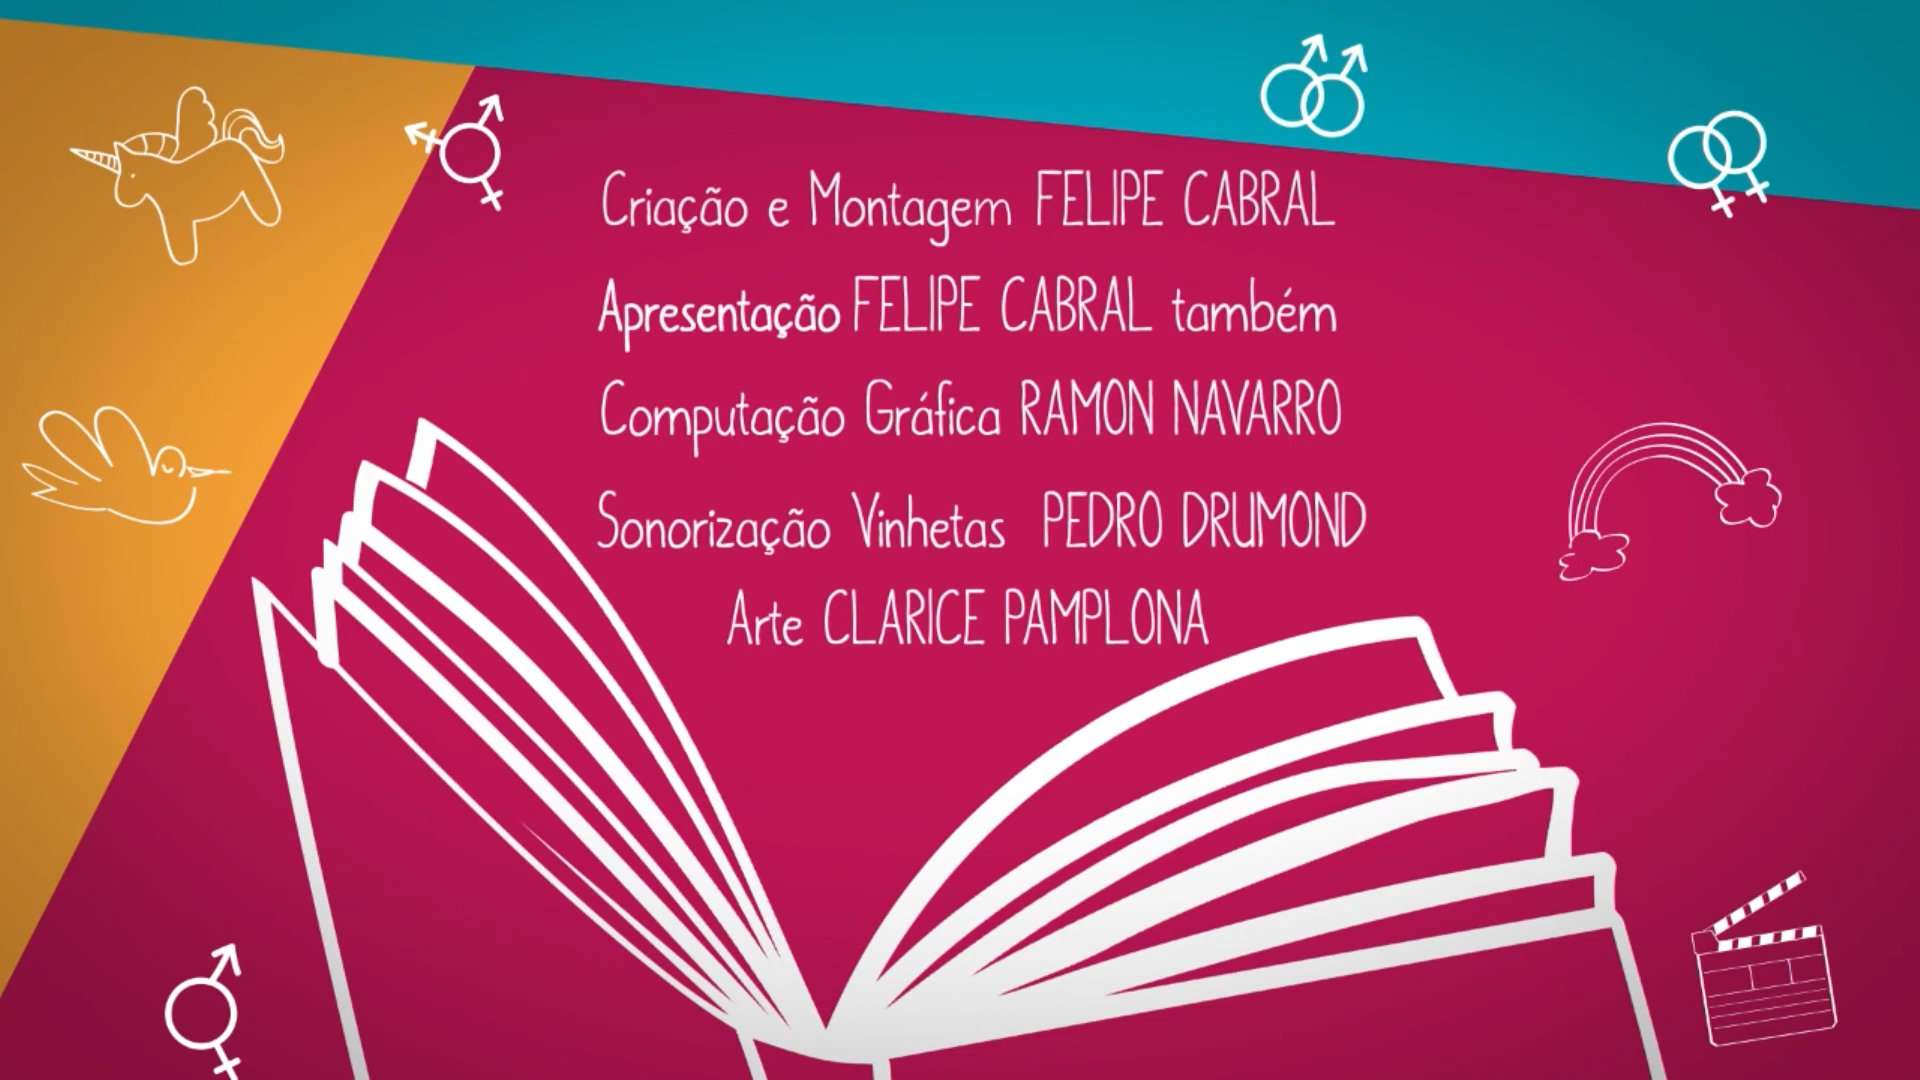 Criação e Montagem FELIPE CABRAL
Apresentação FELIPE CABRAL também
Computação Gráfica RAMON NAVARRO
Sonorização Vinhetas PEDRO DRUMOND
Arte CLARICE PAMPLONA